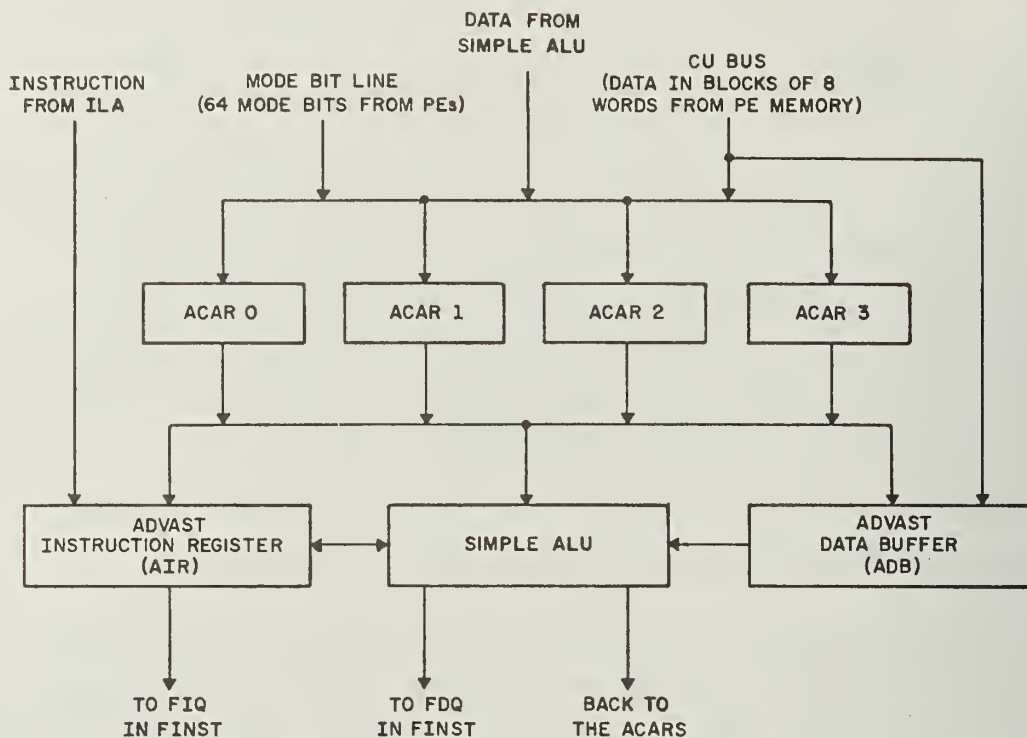 DATA FROM
SIMPLE ALU
INSTRUCTION
FROM ILA
MODE BIT LINE
(64 MODE BITS FROM PEs)
CU BUS
(DATA IN BLOCKS OF 8
WORDS FROM PE MEMORY)
ACAR 0
ACAR 1
ACAR 2
ACAR 3
ADVAST
INSTRUCTION REGISTER
(AIR)
SIMPLE ALU
ADVAST
DATA BUFFER
(ADB)
TO FIQ
IN FINST
TO FDQ
IN FINST
BACK TO
THE ACARS